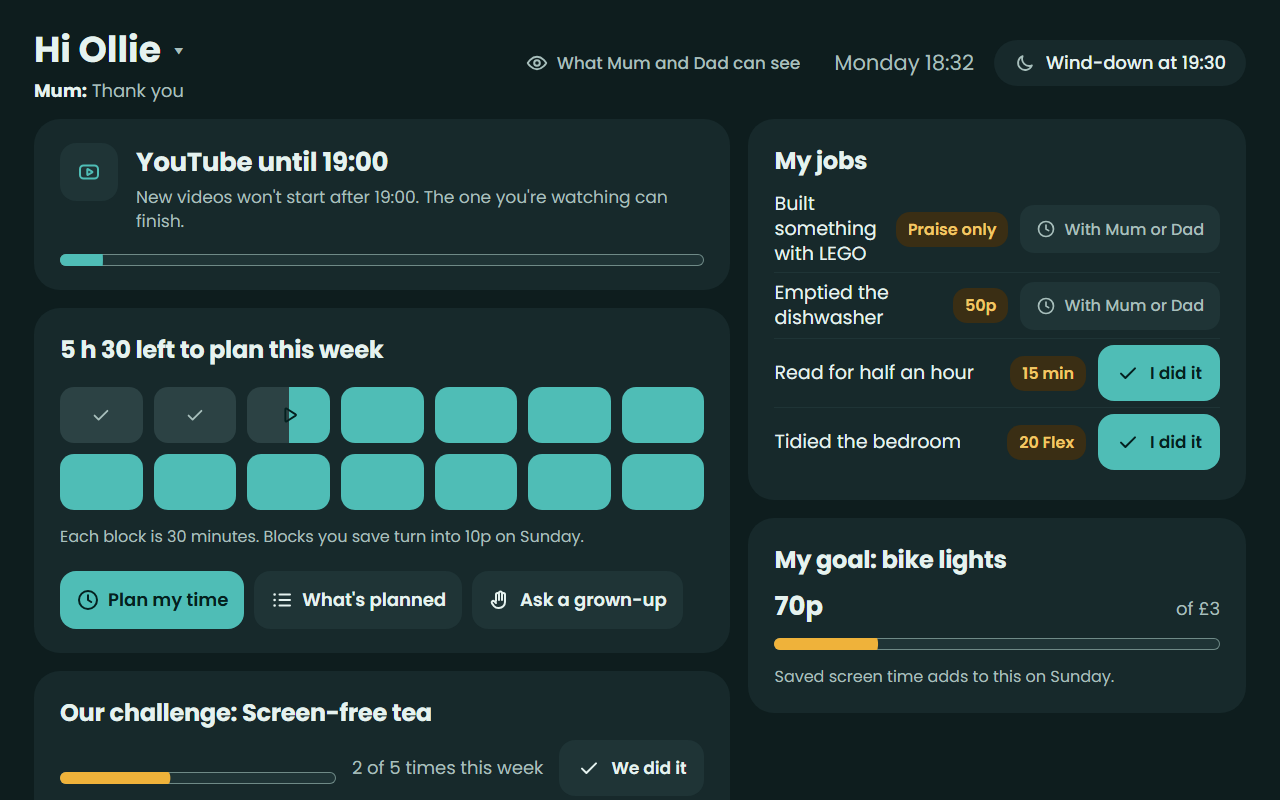 Hi Ollie
Mum: Thank you
What Mum and Dad can see
Monday 18:32
Wind-down at 19:30
YouTube until 19:00
New videos won't start after 19:00. The one you're watching can
finish.
5 h 30 left to plan this week
Each block is 30 minutes. Blocks you save turn into 10p on Sunday.
Plan my time
What's planned
Ask a grown-up
Our challenge: Screen-free tea
2 of 5 times this week
We did it
My jobs
Built
something
with LEGO
Praise only
With Mum or Dad
Emptied the
dishwasher
50p
With Mum or Dad
Read for half an hour
15 min
I did it
Tidied the bedroom
20 Flex
I did it
My goal: bike lights
70p
of £3
Saved screen time adds to this on Sunday.